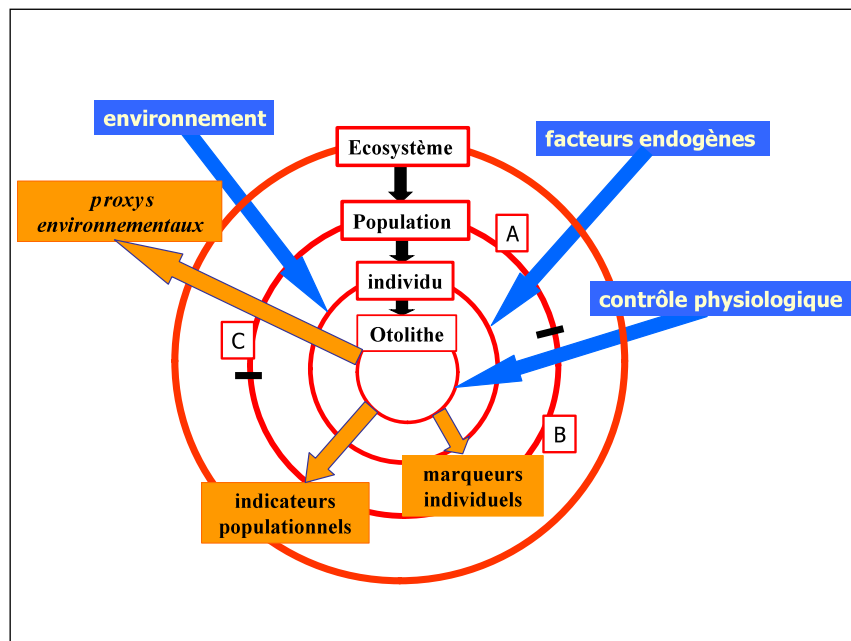 environnement
Ecosystème
facteurs endogènes
proxys
environnementaux
Population
A
individu
contrôle physiologique
Otolithe
C
B
marqueurs
individuels
indicateurs
populationnels